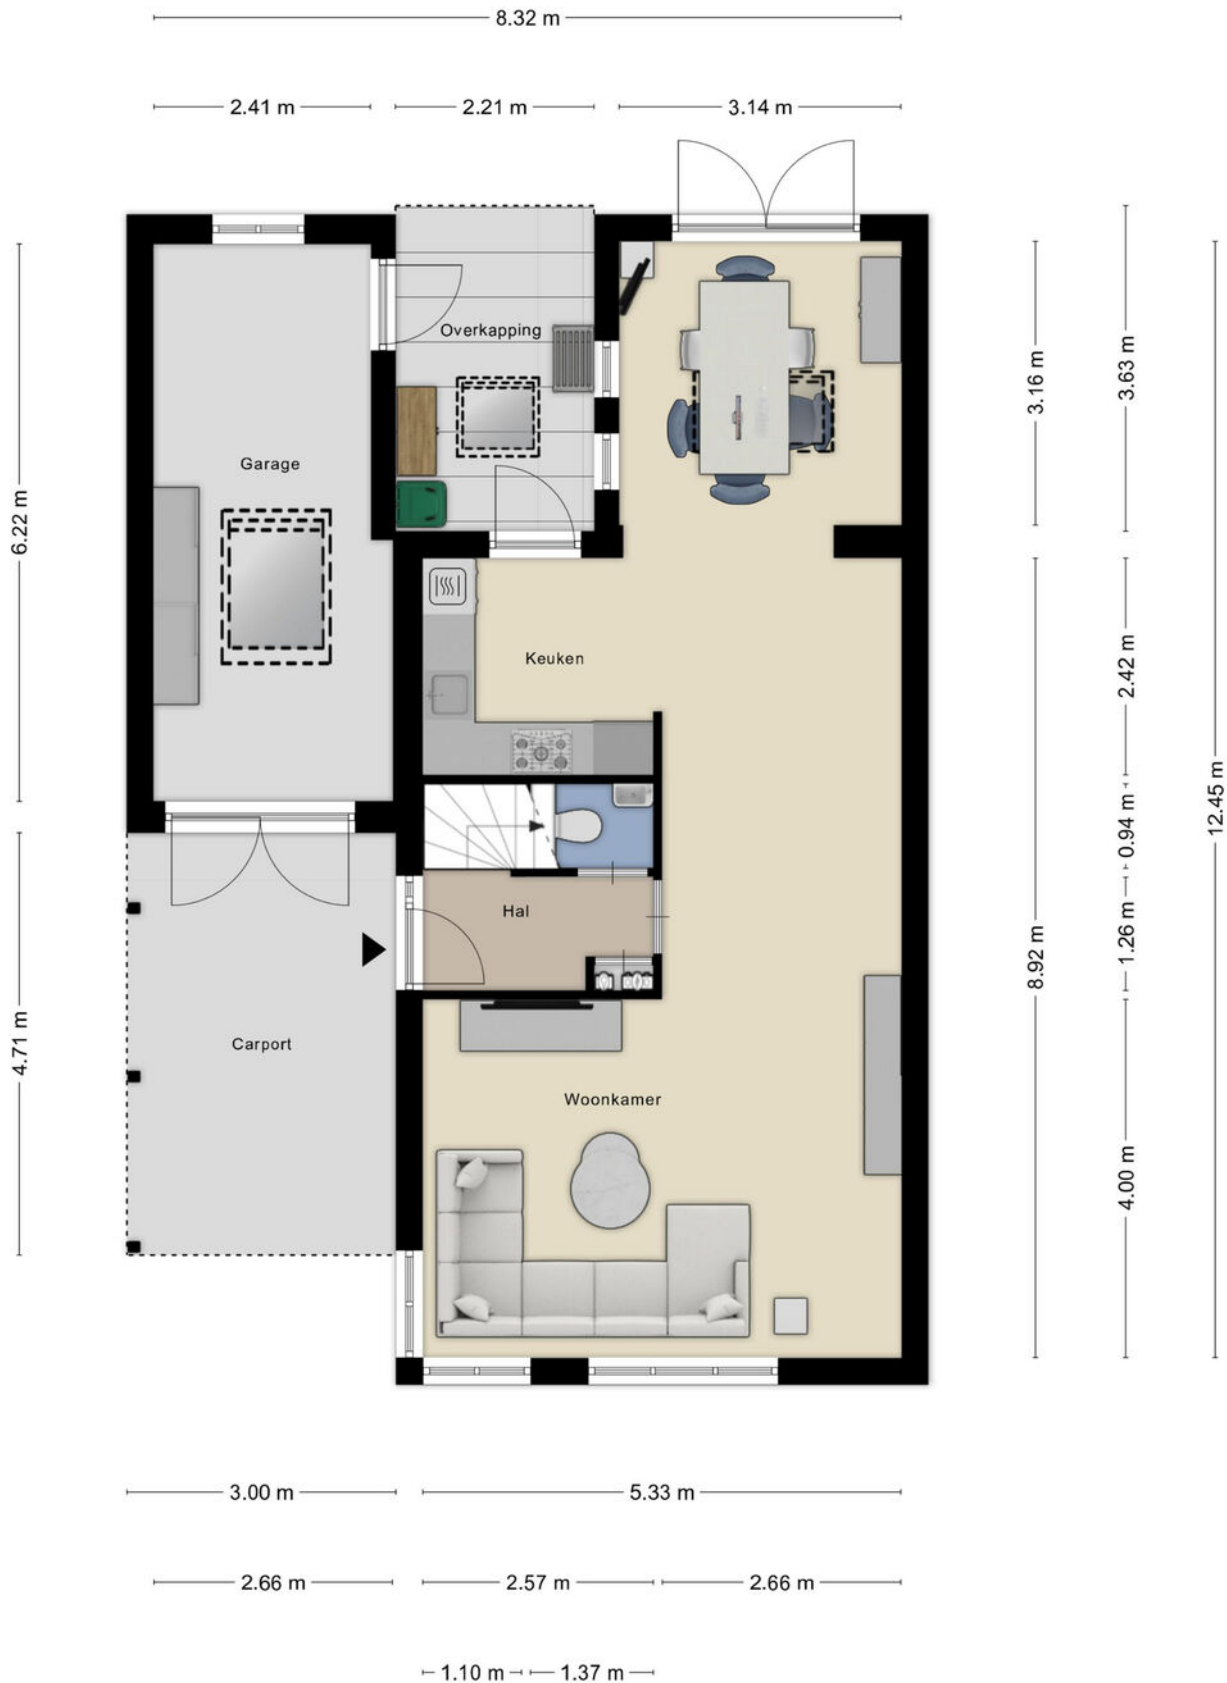 8.32 m
2.41 m
2.21 m
3.14 m
Overkapping
3.16 m
3.63 m
Garage
6.22 m
Keuken
2.42 m
12.45 m
0.94 m
Hal
1.26 m
8.92 m
4.71 m
Carport
Woonkamer
4.00 m
3.00 m
5.33 m
2.66 m
2.57 m
2.66 m
1.10 m
1.37 m